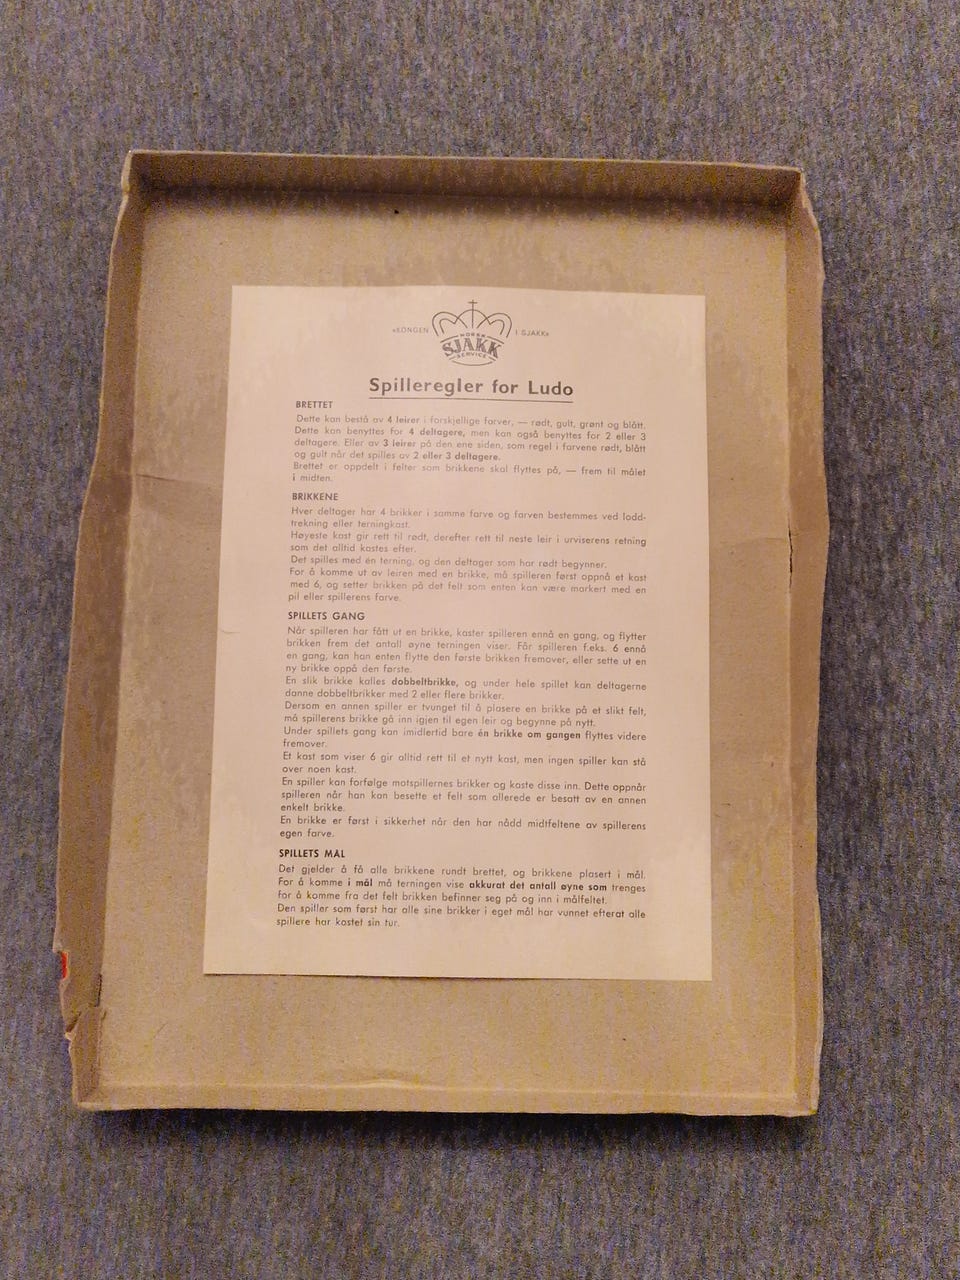 «KONGEN I SJAKK»
NORSK
SJAKK
SERVICE
Spilleregler for Ludo
BRETTET
Dette kan bestå av 4 leirer i forskjellige farver, — rødt, gult, grønt og blått.
Dette kan benyttes for 4 deltagere, men kan også benyttes for 2 eller 3
deltagere. Eller av 3 leirer på den ene siden, som regel i farvene rødt, blått
og gult når det spilles av 2 eller 3 deltagere.
Brettet er oppdelt i felter som brikkene skal flyttes på, — frem til målet
i midten.
BRIKKENE
Hver deltager har 4 brikker i samme farve og farven bestemmes ved lodd-
trekning eller terningkast.
Høyeste kast gir rett til rødt, derefter rett til neste leir i urviserens retning
som det alltid kastes efter.
Det spilles med én terning, og den deltager som har rødt begynner.
For å komme ut av leiren med en brikke, må spilleren først oppnå et kast
med 6, og setter brikken på det felt som enten kan være markert med en
pil eller spillerens farve.
SPILLETS GANG
Når spilleren har fått ut en brikke, kaster spilleren ennå en gang, og flytter
brikken frem det antall øyne terningen viser. Får spilleren f.eks. 6 ennå
en gang, kan han enten flytte den første brikken fremover, eller sette ut en
ny brikke oppå den første.
En slik brikke kalles dobbeltbrikke, og under hele spillet kan deltagerne
danne dobbeltbrikker med 2 eller flere brikker.
Dersom en annen spiller er tvunget til å plasere en brikke på et slikt felt,
må spillerens brikke gå inn igjen til egen leir og begynne på nytt.
Under spillets gang kan imidlertid bare én brikke om gangen flyttes videre
fremover.
Et kast som viser 6 gir alltid rett til et nytt kast, men ingen spiller kan stå
over noen kast.
En spiller kan forfølge motspillernes brikker og kaste disse inn. Dette oppnår
spilleren når han kan besette et felt som allerede er besatt av en annen
enkelt brikke.
En brikke er først i sikkerhet når den har nådd midtfeltene av spillerens
egen farve.
SPILLETS MÅL
Det gjelder å få alle brikkene rundt brettet, og brikkene plasert i mål.
For å komme i mål må terningen vise akkurat det antall øyne som trenges
for å komme fra det felt brikken befinner seg på og inn i målfeltet.
Den spiller som først har alle sine brikker i eget mål har vunnet efterat alle
spillere har kastet sin tur.